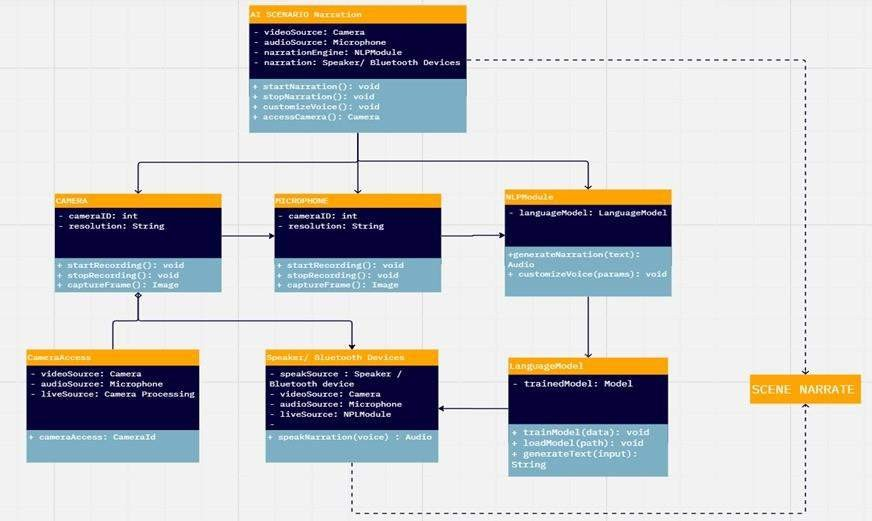 AI SCENARIO Narration
- videoSource: Camera
- audioSource: Microphone
- narrationEngine: NLPModule
- narration: Speaker/ Bluetooth Devices
+ startNarration(): void
+ stopNarration(): void
+ customizeVoice(): void
+ accessCamera(): Camera
CAMERA
- cameraID: int
- resolution: String
+ startRecording(): void
+ stopRecording(): void
+ captureFrame(): Image
MICROPHONE
- cameraID: int
- resolution: String
+ startRecording(): void
+ stopRecording(): void
+ captureFrame(): Image
NLPModule
- languageModel: LanguageModel
+generateNarration(text):
Audio
+ customizeVoice(params): void
CameraAccess
- videoSource: Camera
- audioSource: Microphone
- liveSource: Camera Processing
+ cameraAccess: CameraId
Speaker/ Bluetooth Devices
- speakSource : Speaker /
Bluetooth device
- videoSource: Camera
- audioSource: Microphone
- liveSource: NPLModule
-
+ speakNarration(voice) : Audio
LanguageModel
- trainedModel: Model
+ trainModel(data): void
+ loadModel(path): void
+ generateText(input):
String
SCENE NARRATE